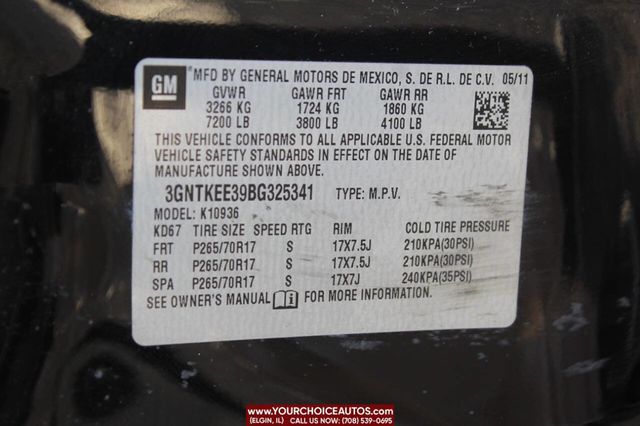 GM MFD BY GENERAL MOTORS DE MEXICO, S. DE R.L. DE C.V. 05/11
GVWR GAWR FRT GAWR RR
3266 KG 1724 KG 1860 KG
7200 LB 3800 LB 4100 LB
THIS VEHICLE CONFORMS TO ALL APPLICABLE U.S. FEDERAL MOTOR
VEHICLE SAFETY STANDARDS IN EFFECT ON THE DATE OF
MANUFACTURE SHOWN ABOVE.
3GNTKEE39BG325341 TYPE: M.P.V.
MODEL: K10936
KD67 TIRE SIZE SPEED RTG RIM COLD TIRE PRESSURE
FRT P265/70R17 S 17X7.5J 210KPA(30PSI)
RR P265/70R17 S 17X7.5J 210KPA(30PSI)
SPA P265/70R17 S 17X7J 240KPA(35PSI)
SEE OWNER'S MANUAL FOR MORE INFORMATION.
WWW.YOURCHOICEAUTOS.COM
(ELGIN, IL) CALL US NOW: (708) 539-0695